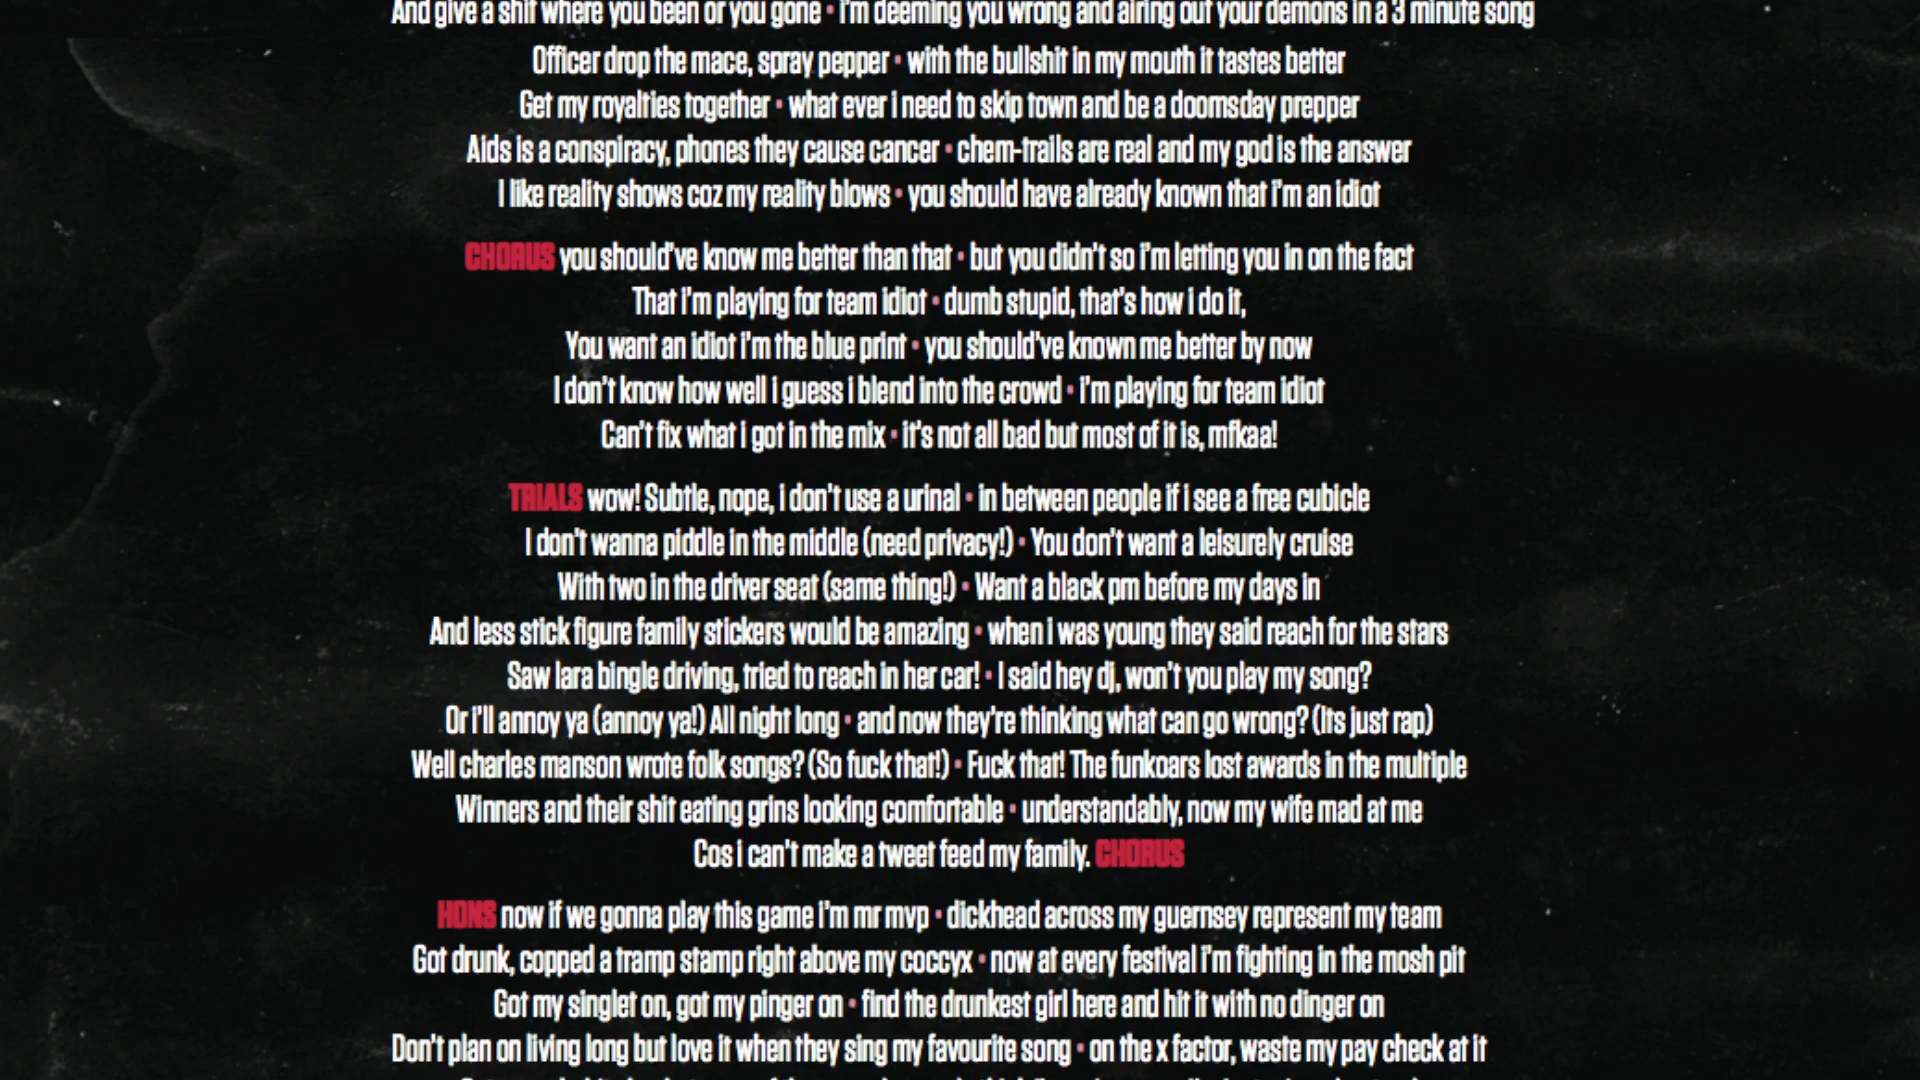 And give a shit where you been or you gone • i'm deeming you wrong and airing out your demons in a 3 minute song
Officer drop the mace, spray pepper • with the bullshit in my mouth it tastes better
Get my royalties together • what ever i need to skip town and be a doomsday prepper
Aids is a conspiracy, phones they cause cancer • chem-trails are real and my god is the answer
I like reality shows coz my reality blows • you should have already known that i'm an idiot
CHORUS you should've know me better than that • but you didn't so i'm letting you in on the fact
That i'm playing for team idiot • dumb stupid, that's how i do it,
You want an idiot i'm the blue print • you should've known me better by now
I don't know how well i guess i blend into the crowd • i'm playing for team idiot
Can't fix what i got in the mix • it's not all bad but most of it is, mfkaa!
TRIALS wow! Subtle, nope, i don't use a urinal • in between people if i see a free cubicle
I don't wanna piddle in the middle (need privacy!) • You don't want a leisurely cruise
With two in the driver seat (same thing!) • Want a black pm before my days in
And less stick figure family stickers would be amazing • when i was young they said reach for the stars
Saw lara bingle driving, tried to reach in her car! • I said hey dj, won't you play my song?
Or i'll annoy ya (annoy ya!) All night long • and now they're thinking what can go wrong? (Its just rap)
Well charles manson wrote folk songs? (So fuck that!) • Fuck that! The funkoars lost awards in the multiple
Winners and their shit eating grins looking comfortable • understandably, now my wife mad at me
Cos i can't make a tweet feed my family. CHORUS
HONS now if we gonna play this game i'm mr mvp • dickhead across my guernsey represent my team
Got drunk, copped a tramp stamp right above my coccyx • now at every festival i'm fighting in the mosh pit
Got my singlet on, got my pinger on • find the drunkest girl here and hit it with no dinger on
Don't plan on living long but love it when they sing my favourite song • on the x factor, waste my pay check at it